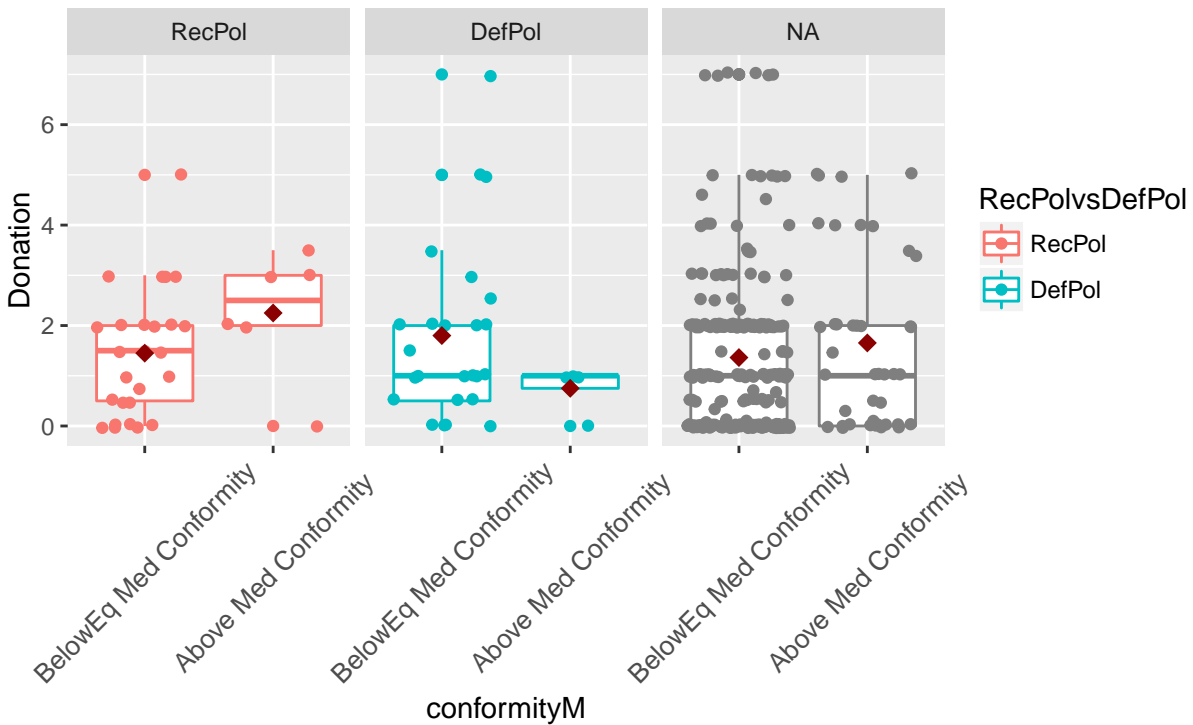 RecPol
DefPol
NA
Donation
6
4
2
0
BelowEq Med Conformity
Above Med Conformity
BelowEq Med Conformity
Above Med Conformity
BelowEq Med Conformity
Above Med Conformity
conformityM
RecPolvsDefPol
RecPol
DefPol